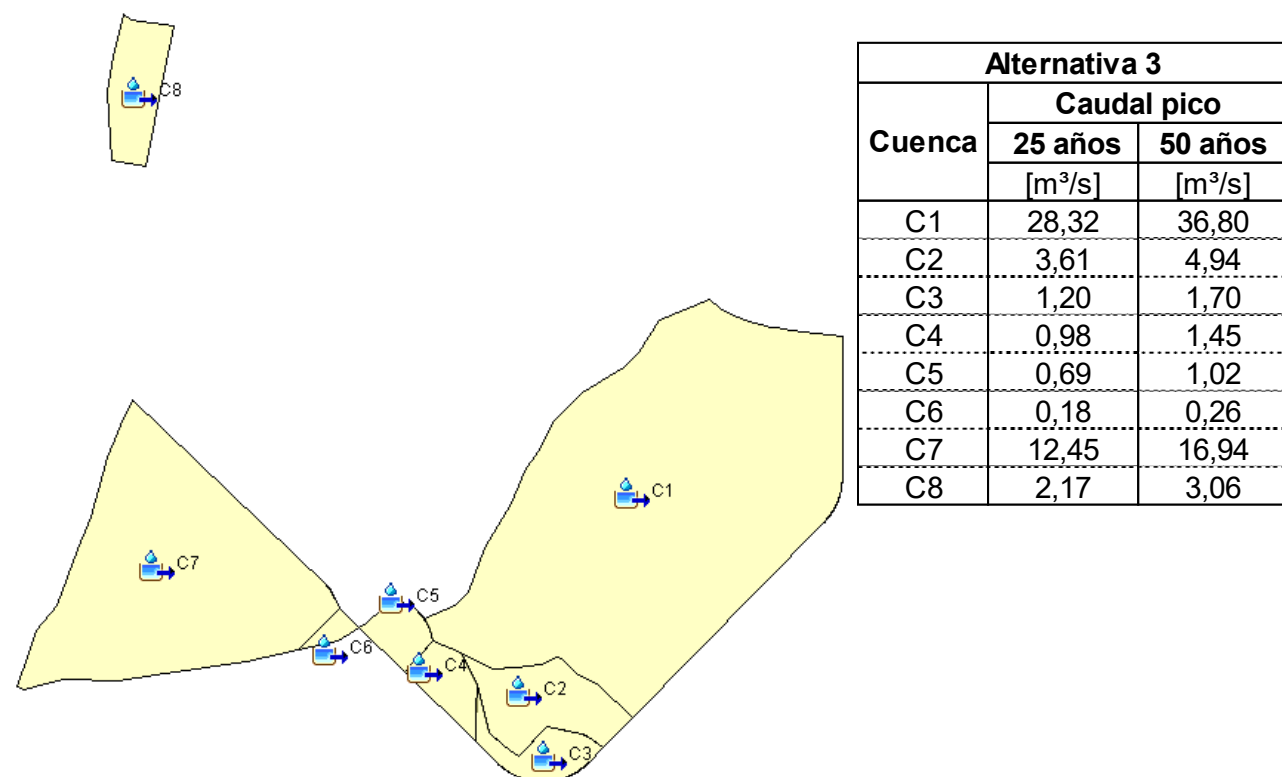 C8
C1
C7
C5
C6
C4
C2
C3
Alternativa 3
Cuenca Caudal pico
25 años 50 años
[m³/s] [m³/s]
C1 28,32 36,80
C2 3,61 4,94
C3 1,20 1,70
C4 0,98 1,45
C5 0,69 1,02
C6 0,18 0,26
C7 12,45 16,94
C8 2,17 3,06